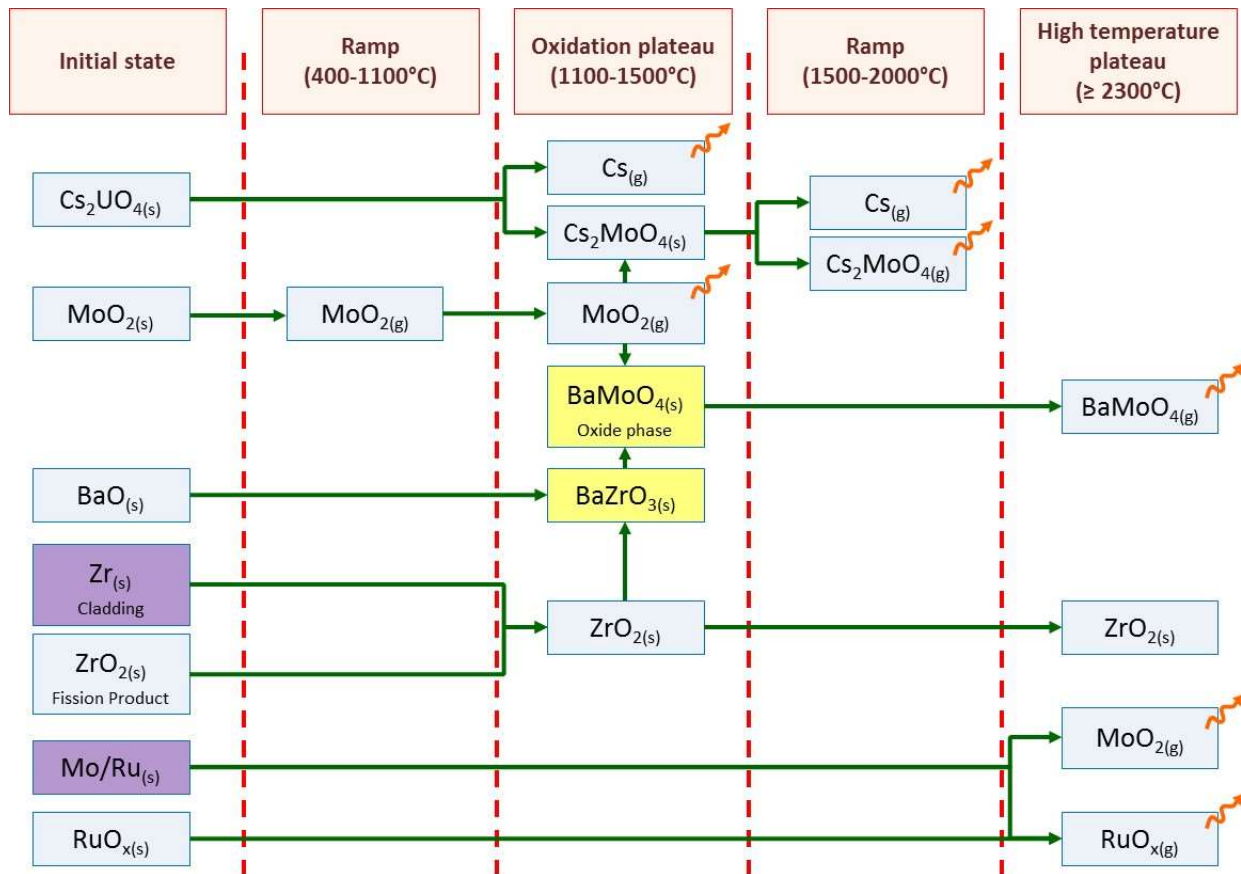 Initial state
Ramp
(400-1100°C)
Oxidation plateau
(1100-1500°C)
Ramp
(1500-2000°C)
High temperature
plateau
(≥ 2300°C)
Cs₂UO₄₍ₛ₎
Cs(g)
Cs₂MoO₄(s)
Cs(g)
Cs₂MoO₄(g)
MoO₂(s)
MoO₂(g)
MoO₂(g)
BaMoO₄(s)
Oxide phase
BaMoO₄(g)
BaO(s)
BaZrO₃(s)
Zr(s)
Cladding
ZrO₂(s)
Fission Product
ZrO₂(s)
ZrO₂(s)
Mo/Ru(s)
MoO₂(g)
RuOₓ(s)
RuOₓ(g)